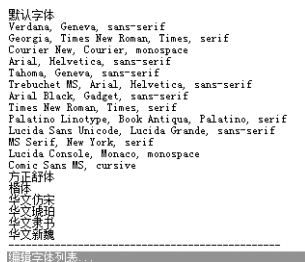 默认字体
Verdana, Geneva, sans-serif
Georgia, Times New Roman, Times, serif
Courier New, Courier, monospace
Arial, Helvetica, sans-serif
Tahoma, Geneva, sans-serif
Trebuchet MS, Arial, Helvetica, sans-serif
Arial Black, Gadget, sans-serif
Times New Roman, Times, serif
Palatino Linotype, Book Antiqua, Palatino, serif
Lucida Sans Unicode, Lucida Grande, sans-serif
MS Serif, New York, serif
Lucida Console, Monaco, monospace
Comic Sans MS, cursive
方正舒体
楷体
华文仿宋
华文琥珀
华文隶书
华文新魏
编辑字体列表...